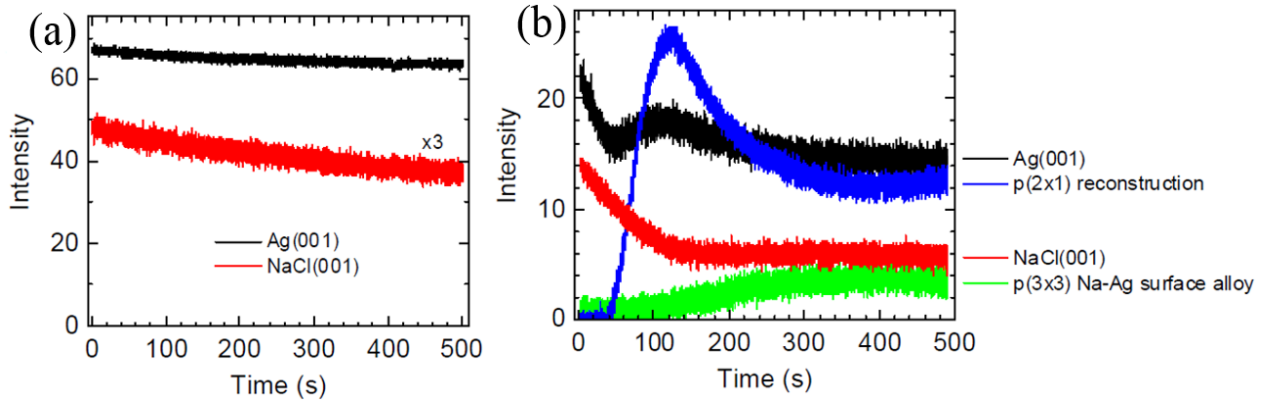 (a)
60
40
20
0
Intensity
x3
Ag(001)
NaCl(001)
0 100 200 300 400 500
Time (s)
(b)
20
10
0
Intensity
0 100 200 300 400 500
Time (s)
Ag(001)
p(2x1) reconstruction
NaCl(001)
p(3x3) Na-Ag surface alloy